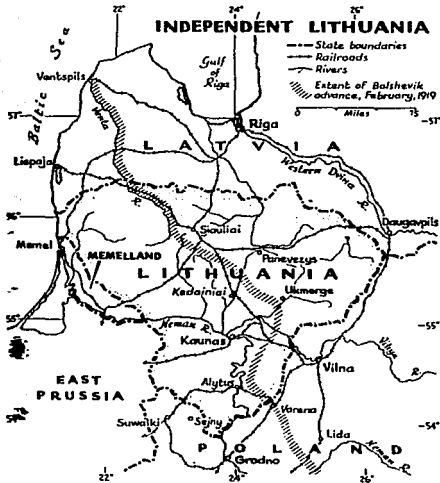 INDEPENDENT LITHUANIA
State boundaries
Railroads
Rivers
Extent of Bolshevik
advance, February, 1919
0 Miles 75
22°
24°
26°
Baltic Sea
Gulf
of
Riga
Ventspils
Venta
R.
57°
57°
Riga
LATVIA
Western Dvina R.
Liepaja
56°
Daugavpils
Siauliai
Memel
MEMELLAND
Panevezys
LITHUANIA
Kedainiai
Ukmerge
55°
55°
Neman R.
Kaunas
Viliya
R.
Vilna
EAST
PRUSSIA
Alytus
Varena
54°
54°
Suwalki
Sejny
Lida
Neman R.
POLAND
Grodno
22°
24°
26°